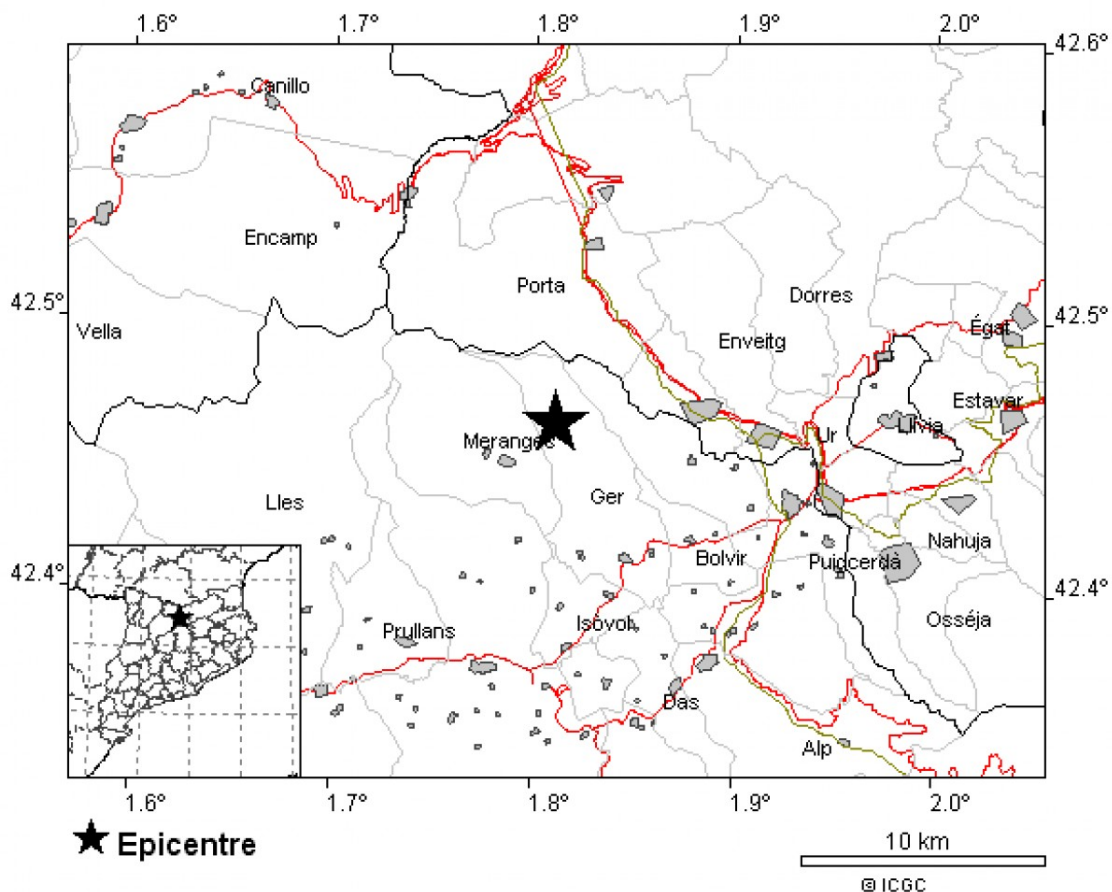 1.6° 1.7° 1.8° 1.9° 2.0°
42.6°
Canillo
Encamp
Porta
Dorres
42.5° 42.5°
Vella
Égat
Enveitg
Estavar
Ur Llívia
Meranges
Lles
Ger
Nahuja
Bolvir
Puigcerdà
42.4° 42.4°
Osséja
Isòvol
Prullans
Das
Alp
1.6° 1.7° 1.8° 1.9° 2.0°
Epicentre
10 km
© ICGC